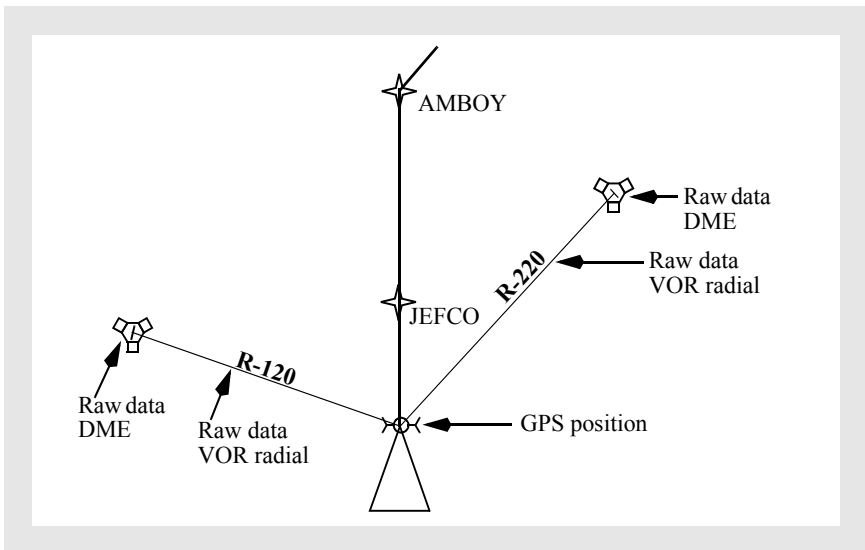 AMBOY
Raw data
DME
R-220
Raw data
VOR radial
JEFCO
R-120
Raw data
DME
Raw data
VOR radial
GPS position